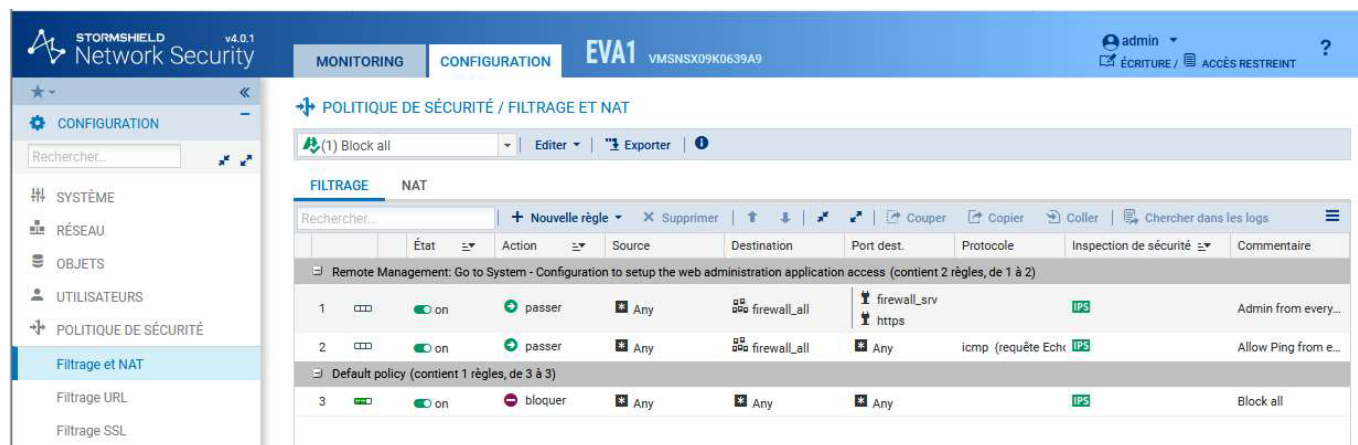 STORMSHIELD v4.0.1
Network Security
MONITORING CONFIGURATION EVA1 VMSNSX09K0639A9
admin
ÉCRITURE / ACCÈS RESTREINT ?
CONFIGURATION
Rechercher...
SYSTÈME
RÉSEAU
OBJETS
UTILISATEURS
POLITIQUE DE SÉCURITÉ
Filtrage et NAT
Filtrage URL
Filtrage SSL
POLITIQUE DE SÉCURITÉ / FILTRAGE ET NAT
(1) Block all Editer Exporter
FILTRAGE NAT
Rechercher... + Nouvelle règle Supprimer Couper Copier Coller Chercher dans les logs
État Action Source Destination Port dest. Protocole Inspection de sécurité Commentaire
Remote Management: Go to System - Configuration to setup the web administration application access (contient 2 règles, de 1 à 2)
1 on passer Any firewall_all firewall_srv https IPS Admin from every...
2 on passer Any firewall_all Any icmp (requête Echo IPS Allow Ping from e...
Default policy (contient 1 règles, de 3 à 3)
3 on bloquer Any Any Any IPS Block all